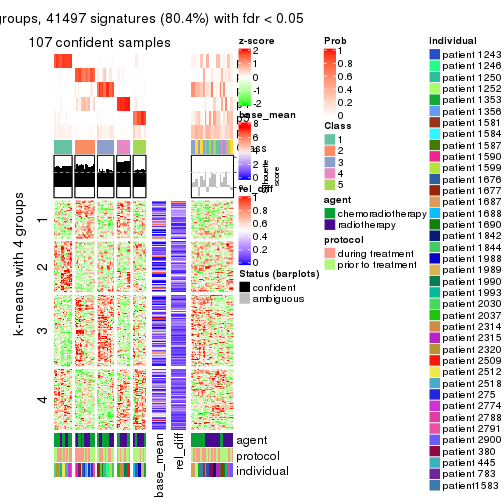 groups, 41497 signatures (80.4%) with fdr < 0.05
107 confident samples
k-means with 4 groups
1
2
3
4
base_mean
rel_diff
agent
protocol
individual
z-score
2
1
0
-1
-2
base_mean
8
6
4
2
0
rel_diff
1
0.8
0.6
0.4
0.2
0
Status (barplots)
confident
ambiguous
Prob
1
0.8
0.6
0.4
0.2
0
Class
1
2
3
4
5
agent
chemoradiotherapy
radiotherapy
protocol
during treatment
prior to treatment
individual
patient 1243
patient 1246
patient 1250
patient 1252
patient 1353
patient 1356
patient 1581
patient 1584
patient 1587
patient 1590
patient 1599
patient 1676
patient 1677
patient 1687
patient 1688
patient 1690
patient 1842
patient 1844
patient 1988
patient 1989
patient 1990
patient 1993
patient 2030
patient 2037
patient 2314
patient 2315
patient 2320
patient 2509
patient 2512
patient 2518
patient 275
patient 2774
patient 2788
patient 2791
patient 2900
patient 380
patient 445
patient 783
patient1583